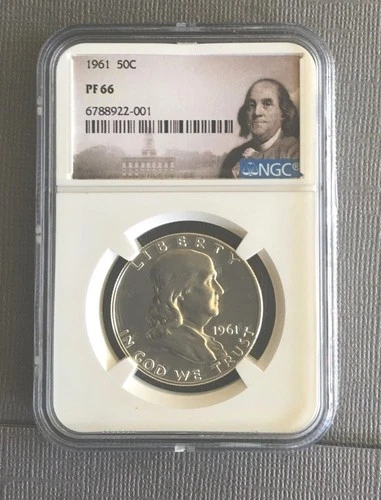 1961 50C
PF 66
6788922-001
NGC®
LIBERTY
1961
IN GOD WE TRUST